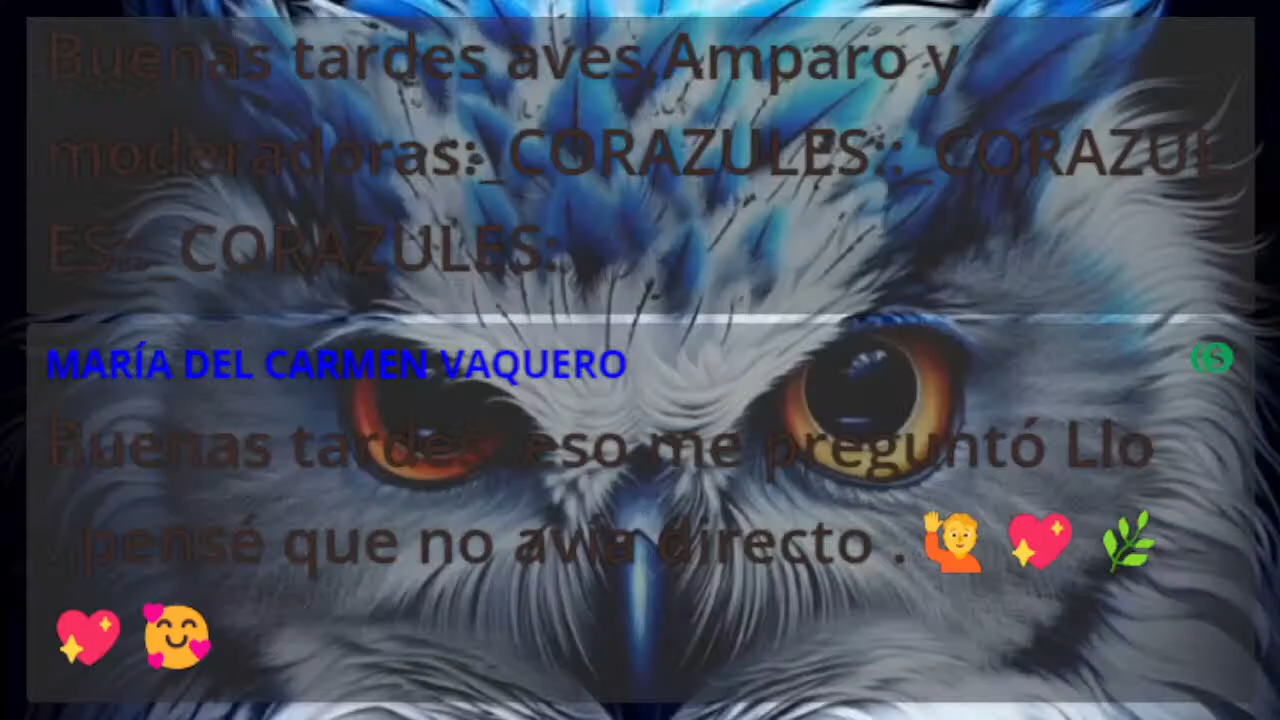 Buenas tardes aves Amparo y
moderadoras:_CORAZULES::_CORAZUL
ES::_CORAZULES:
MARÍA DEL CARMEN VAQUERO
Buenas tardes, eso me preguntó Llo
, pensé que no avia directo . 🙋 💖 🌿
💖 🥰